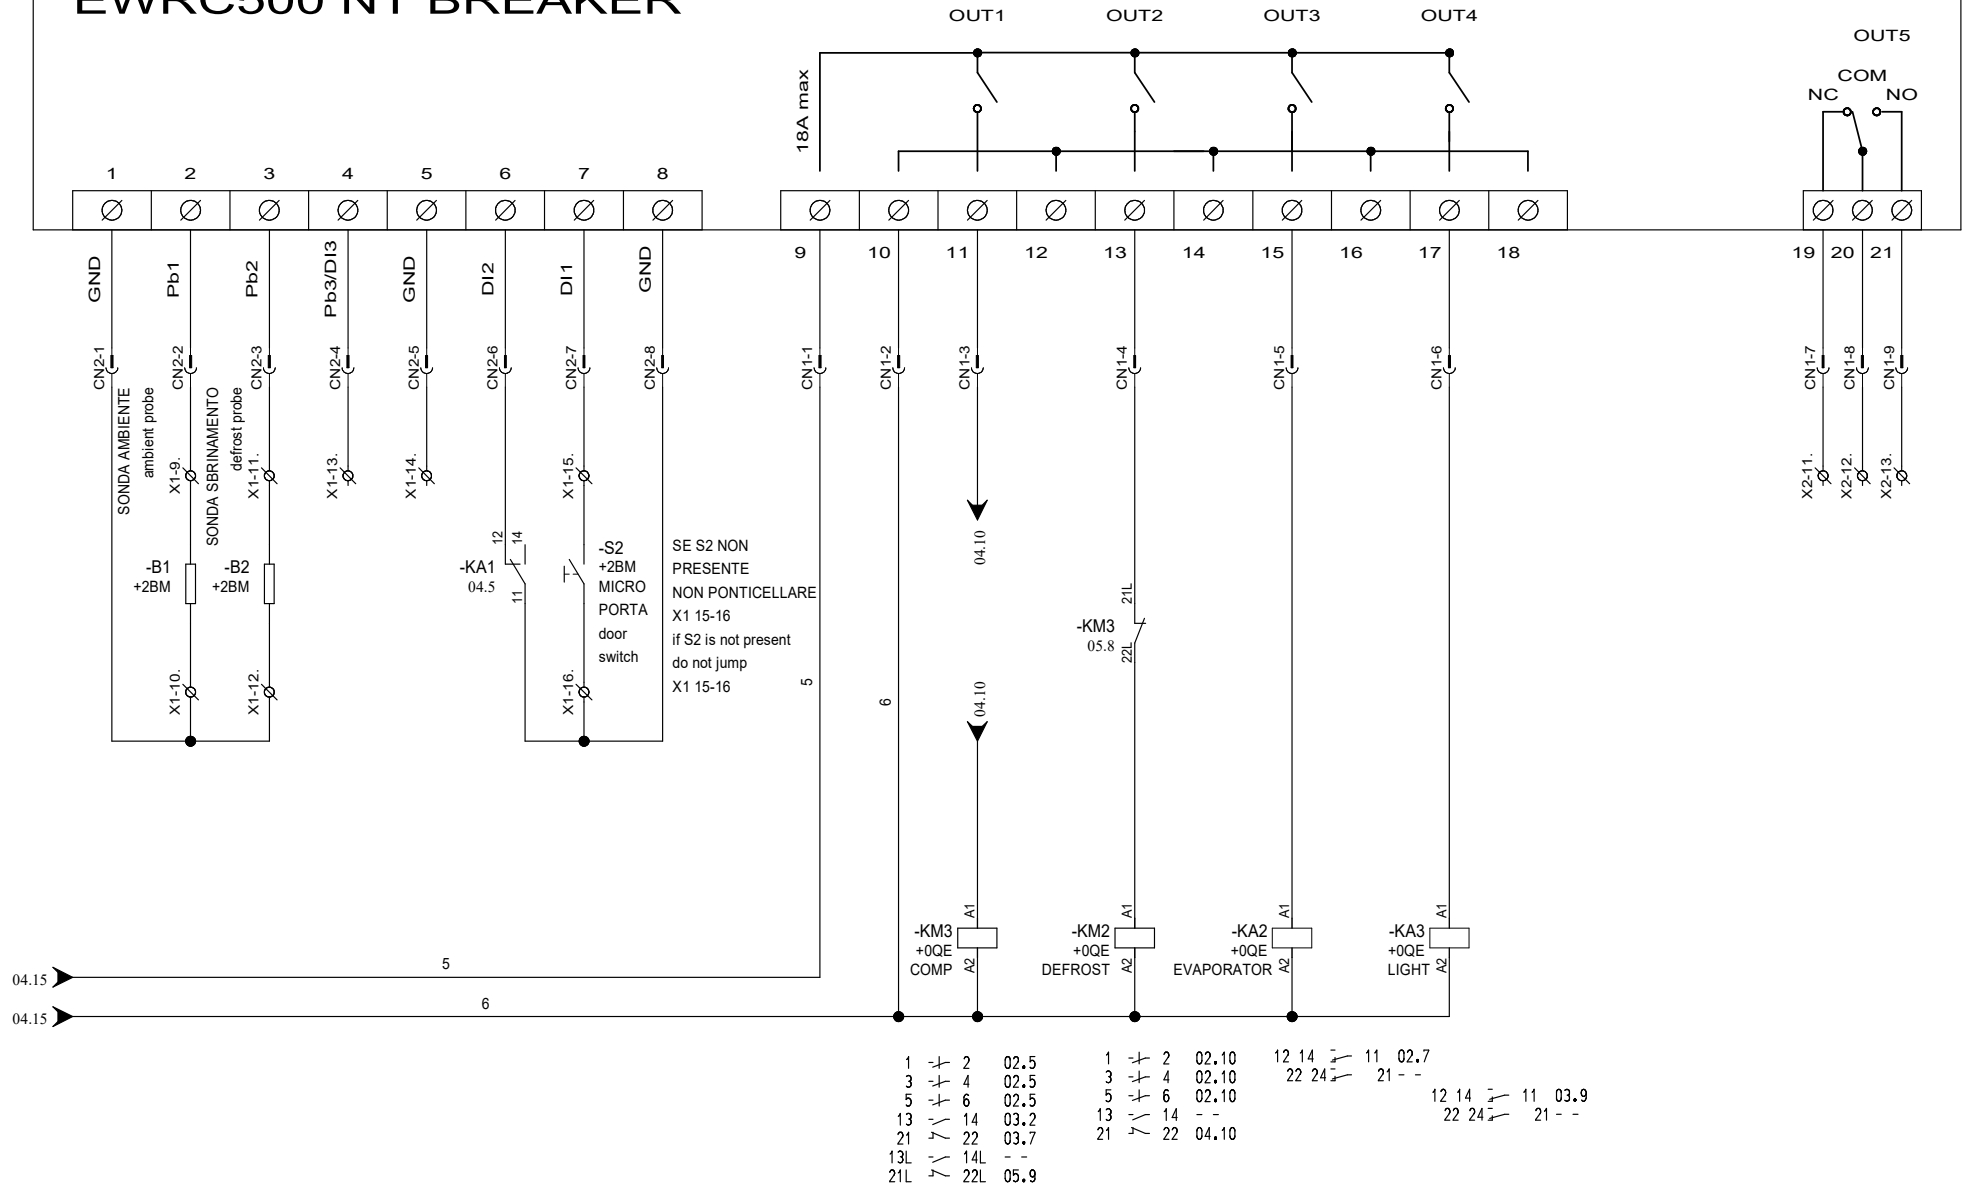 EWRC500 NT BREAKER
OUT1 OUT2 OUT3 OUT4
OUT5
COM
NC NO
18A max
1 2 3 4 5 6 7 8
9 10 11 12 13 14 15 16 17 18
19 20 21
GND Pb1 Pb2 Pb3/DI3 GND DI2 DI1 GND
CN2-1 CN2-2 CN2-3 CN2-4 CN2-5 CN2-6 CN2-7 CN2-8
CN1-1 CN1-2 CN1-3 CN1-4 CN1-5 CN1-6 CN1-7 CN1-8 CN1-9
SONDA AMBIENTE
ambient probe
SONDA SBRINAMENTO
defrost probe
X1-9. X1-11. X1-13. X1-14. X1-15.
X2-11. X2-12. X2-13.
-B1
+2BM
-B2
+2BM
12 14
-KA1
04.5
11
-S2
+2BM
MICRO
PORTA
door
switch
SE S2 NON
PRESENTE
NON PONTICELLARE
X1 15-16
if S2 is not present
do not jump
X1 15-16
X1-10. X1-12. X1-16.
5
6
04.10
04.10
21L
-KM3
05.8
22L
A1
-KM3
+0QE
COMP
A2
A1
-KM2
+0QE
DEFROST
A2
A1
-KA2
+0QE
EVAPORATOR
A2
A1
-KA3
+0QE
LIGHT
A2
04.15 5
04.15 6
1 2 02.5
3 4 02.5
5 6 02.5
13 14 03.2
21 22 03.7
13L 14L - -
21L 22L 05.9
1 2 02.10
3 4 02.10
5 6 02.10
13 14 - -
21 22 04.10
12 14 11 02.7
22 24 21 - -
12 14 11 03.9
22 24 21 - -